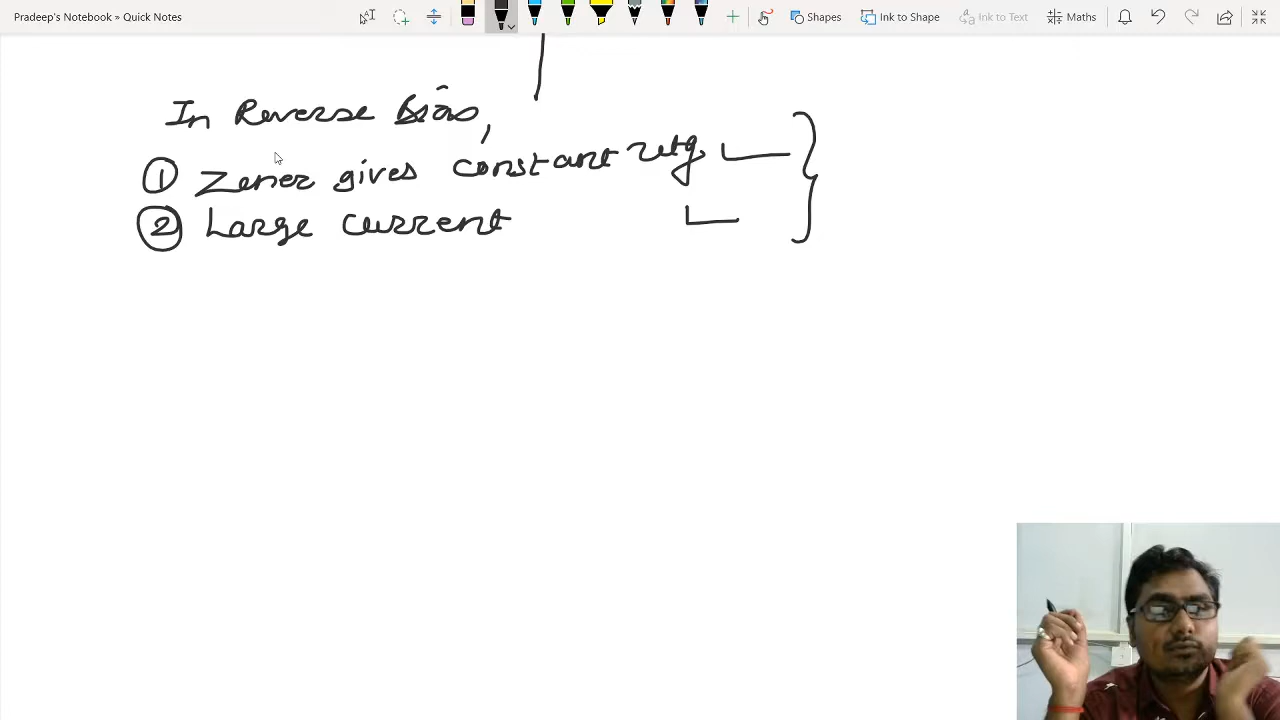 Pradeep's Notebook » Quick Notes
Shapes
Ink to Shape
Ink to Text
Maths
In Reverse Bias,
① Zener gives constant vtg.
② Large current